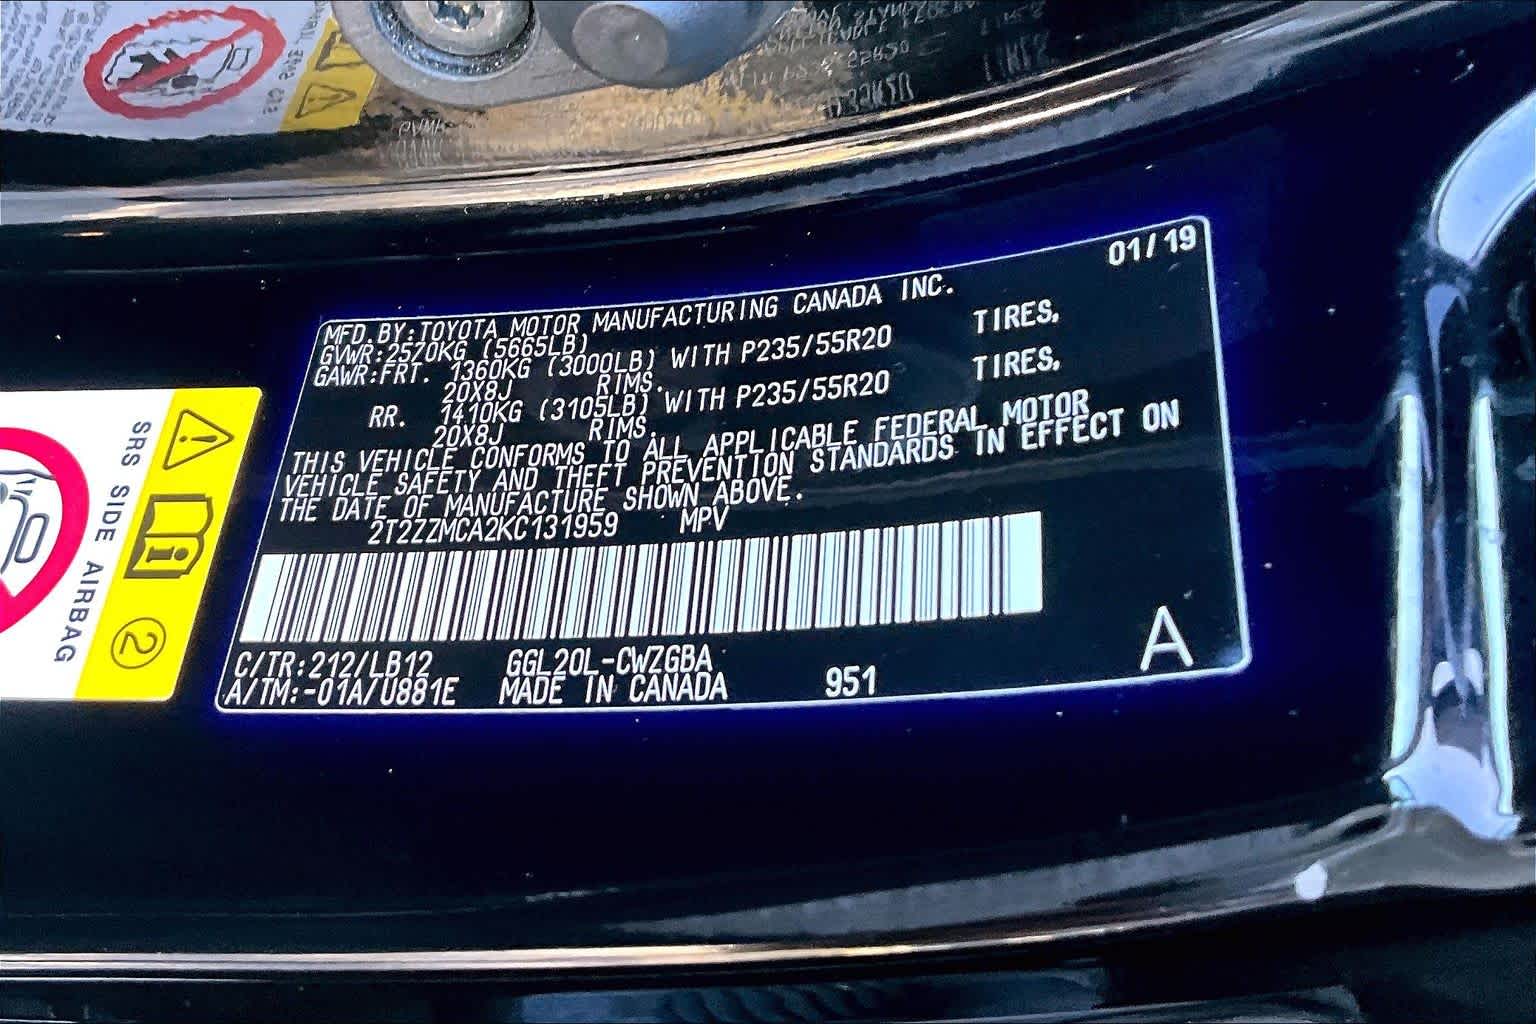 01/19
MFD.BY:TOYOTA MOTOR MANUFACTURING CANADA INC.
GVWR:2570KG (5665LB)
GAWR:FRT. 1360KG (3000LB) WITH P235/55R20 TIRES,
20X8J RIMS.
RR. 1410KG (3105LB) WITH P235/55R20 TIRES,
20X8J RIMS.
THIS VEHICLE CONFORMS TO ALL APPLICABLE FEDERAL MOTOR
VEHICLE SAFETY AND THEFT PREVENTION STANDARDS IN EFFECT ON
THE DATE OF MANUFACTURE SHOWN ABOVE.
2T2ZZMCA2KC131959 MPV
C/TR:212/LB12 GGL20L-CWZGBA
A/TM:-01A/U881E MADE IN CANADA 951
A
SRS SIDE AIRBAG
2